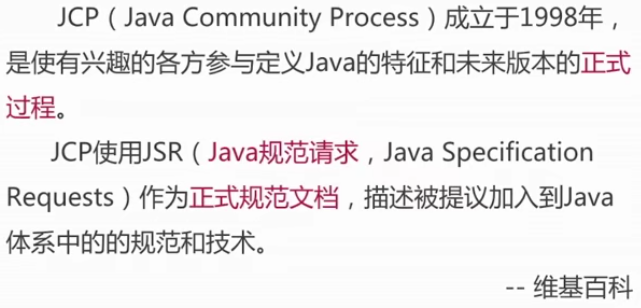 JCP（Java Community Process）成立于1998年，
是使有兴趣的各方参与定义Java的特征和未来版本的正式
过程。
JCP使用JSR（Java规范请求，Java Specification
Requests）作为正式规范文档，描述被提议加入到Java
体系中的的规范和技术。
-- 维基百科